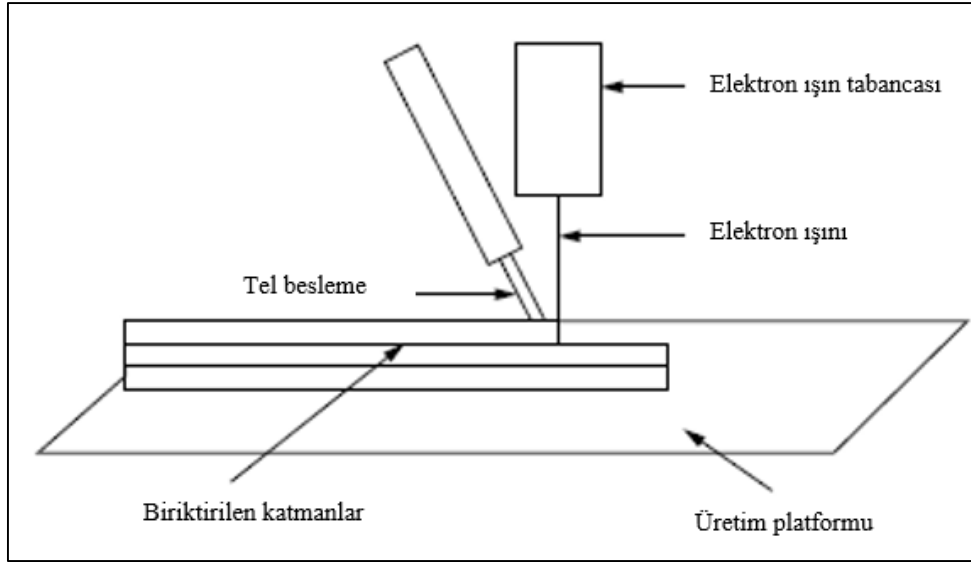 Elektron ışın tabancası
Elektron ışını
Tel besleme
Biriktirilen katmanlar
Üretim platformu